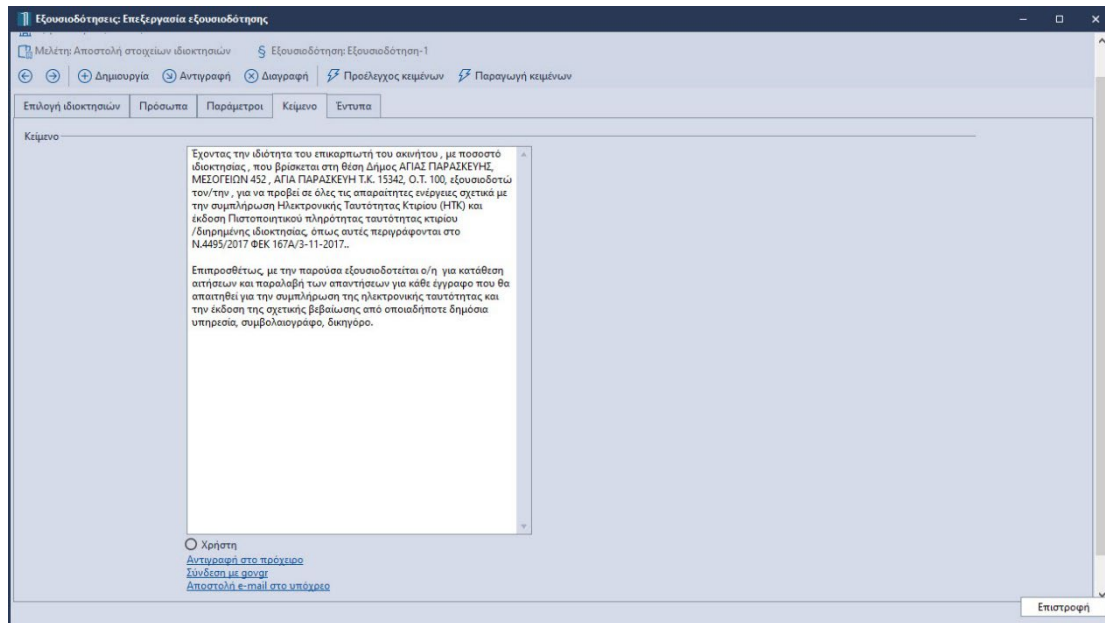 Εξουσιοδοτήσεις: Επεξεργασία εξουσιοδότησης
Μελέτη: Αποστολή στοιχείων ιδιοκτησιών § Εξουσιοδότηση: Εξουσιοδότηση-1
Δημιουργία Αντιγραφή Διαγραφή Προέλεγχος κειμένων Παραγωγή κειμένων
Επιλογή ιδιοκτησιών Πρόσωπα Παράμετροι Κείμενο Έντυπα
Κείμενο
Έχοντας την ιδιότητα του επικαρπωτή του ακινήτου , με ποσοστό
ιδιοκτησίας , που βρίσκεται στη θέση Δήμος ΑΓΙΑΣ ΠΑΡΑΣΚΕΥΗΣ,
ΜΕΣΟΓΕΙΩΝ 452 , ΑΓΙΑ ΠΑΡΑΣΚΕΥΗ Τ.Κ. 15342, Ο.Τ. 100, εξουσιοδοτώ
τον/την , για να προβεί σε όλες τις απαραίτητες ενέργειες σχετικά με
την συμπλήρωση Ηλεκτρονικής Ταυτότητας Κτιρίου (ΗΤΚ) και
έκδοση Πιστοποιητικού πληρότητας ταυτότητας κτιρίου
/διηρημένης ιδιοκτησίας, όπως αυτές περιγράφονται στο
Ν.4495/2017 ΦΕΚ 167Α/3-11-2017..
Επιπροσθέτως, με την παρούσα εξουσιοδοτείται ο/η για κατάθεση
αιτήσεων και παραλαβή των απαντήσεων για κάθε έγγραφο που θα
απαιτηθεί για την συμπλήρωση της ηλεκτρονικής ταυτότητας και
την έκδοση της σχετικής βεβαίωσης από οποιαδήποτε δημόσια
υπηρεσία, συμβολαιογράφο, δικηγόρο.
Χρήστη
Αντιγραφή στο πρόχειρο
Σύνδεση με govgr
Αποστολή e-mail στο υπόχρεο
Επιστροφή